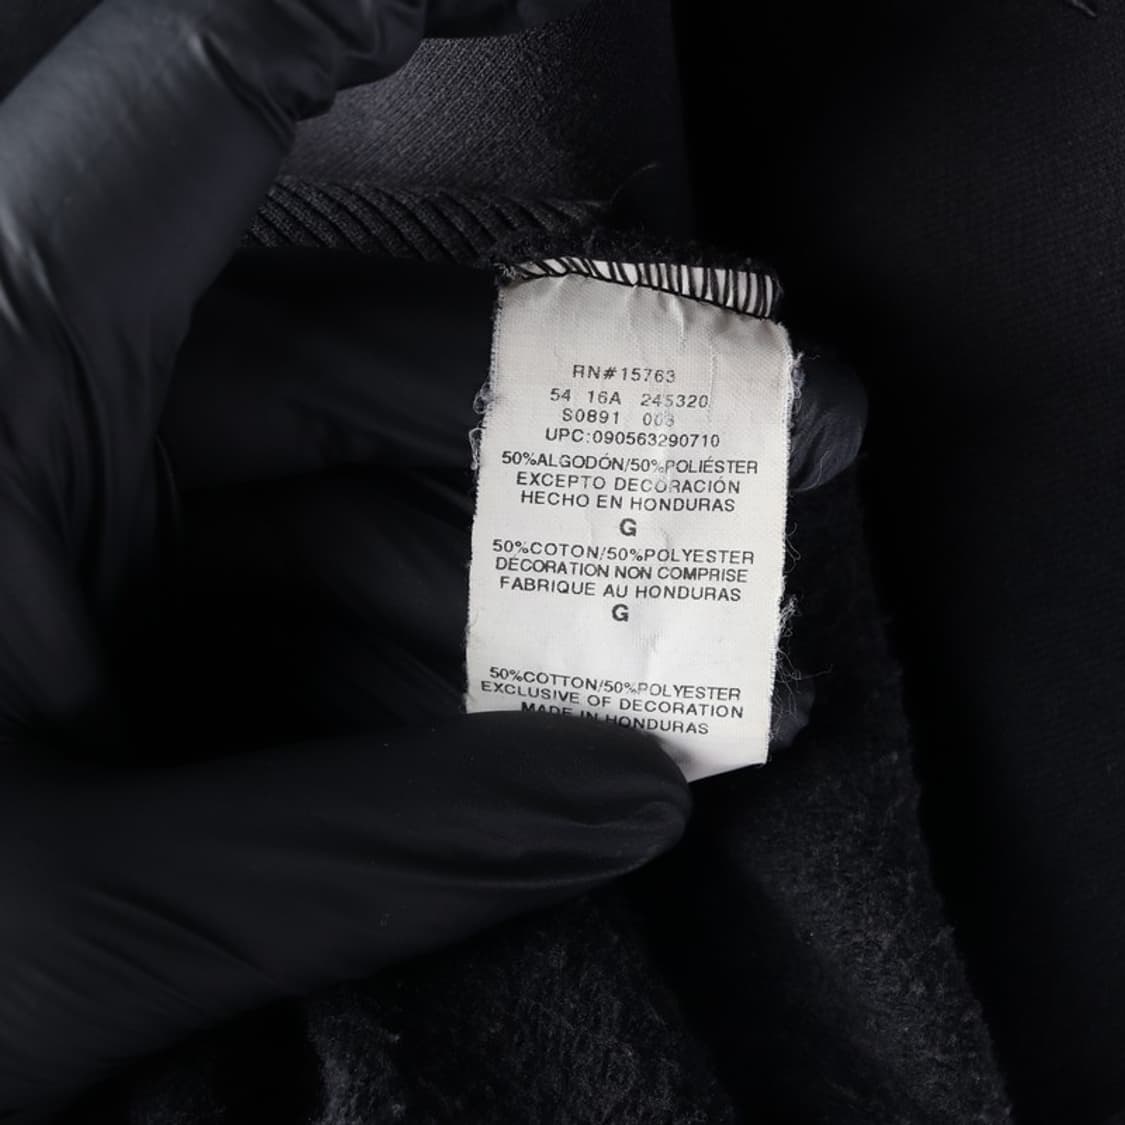 RN#15763
54 16A 245320
S0891
UPC:090563290710
50%ALGODÓN/50%POLIÉSTER
EXCEPTO DECORACIÓN
HECHO EN HONDURAS
G
50%COTON/50%POLYESTER
DÉCORATION NON COMPRISE
FABRIQUE AU HONDURAS
G
50%COTTON/50%POLYESTER
EXCLUSIVE OF DECORATION
MADE IN HONDURAS